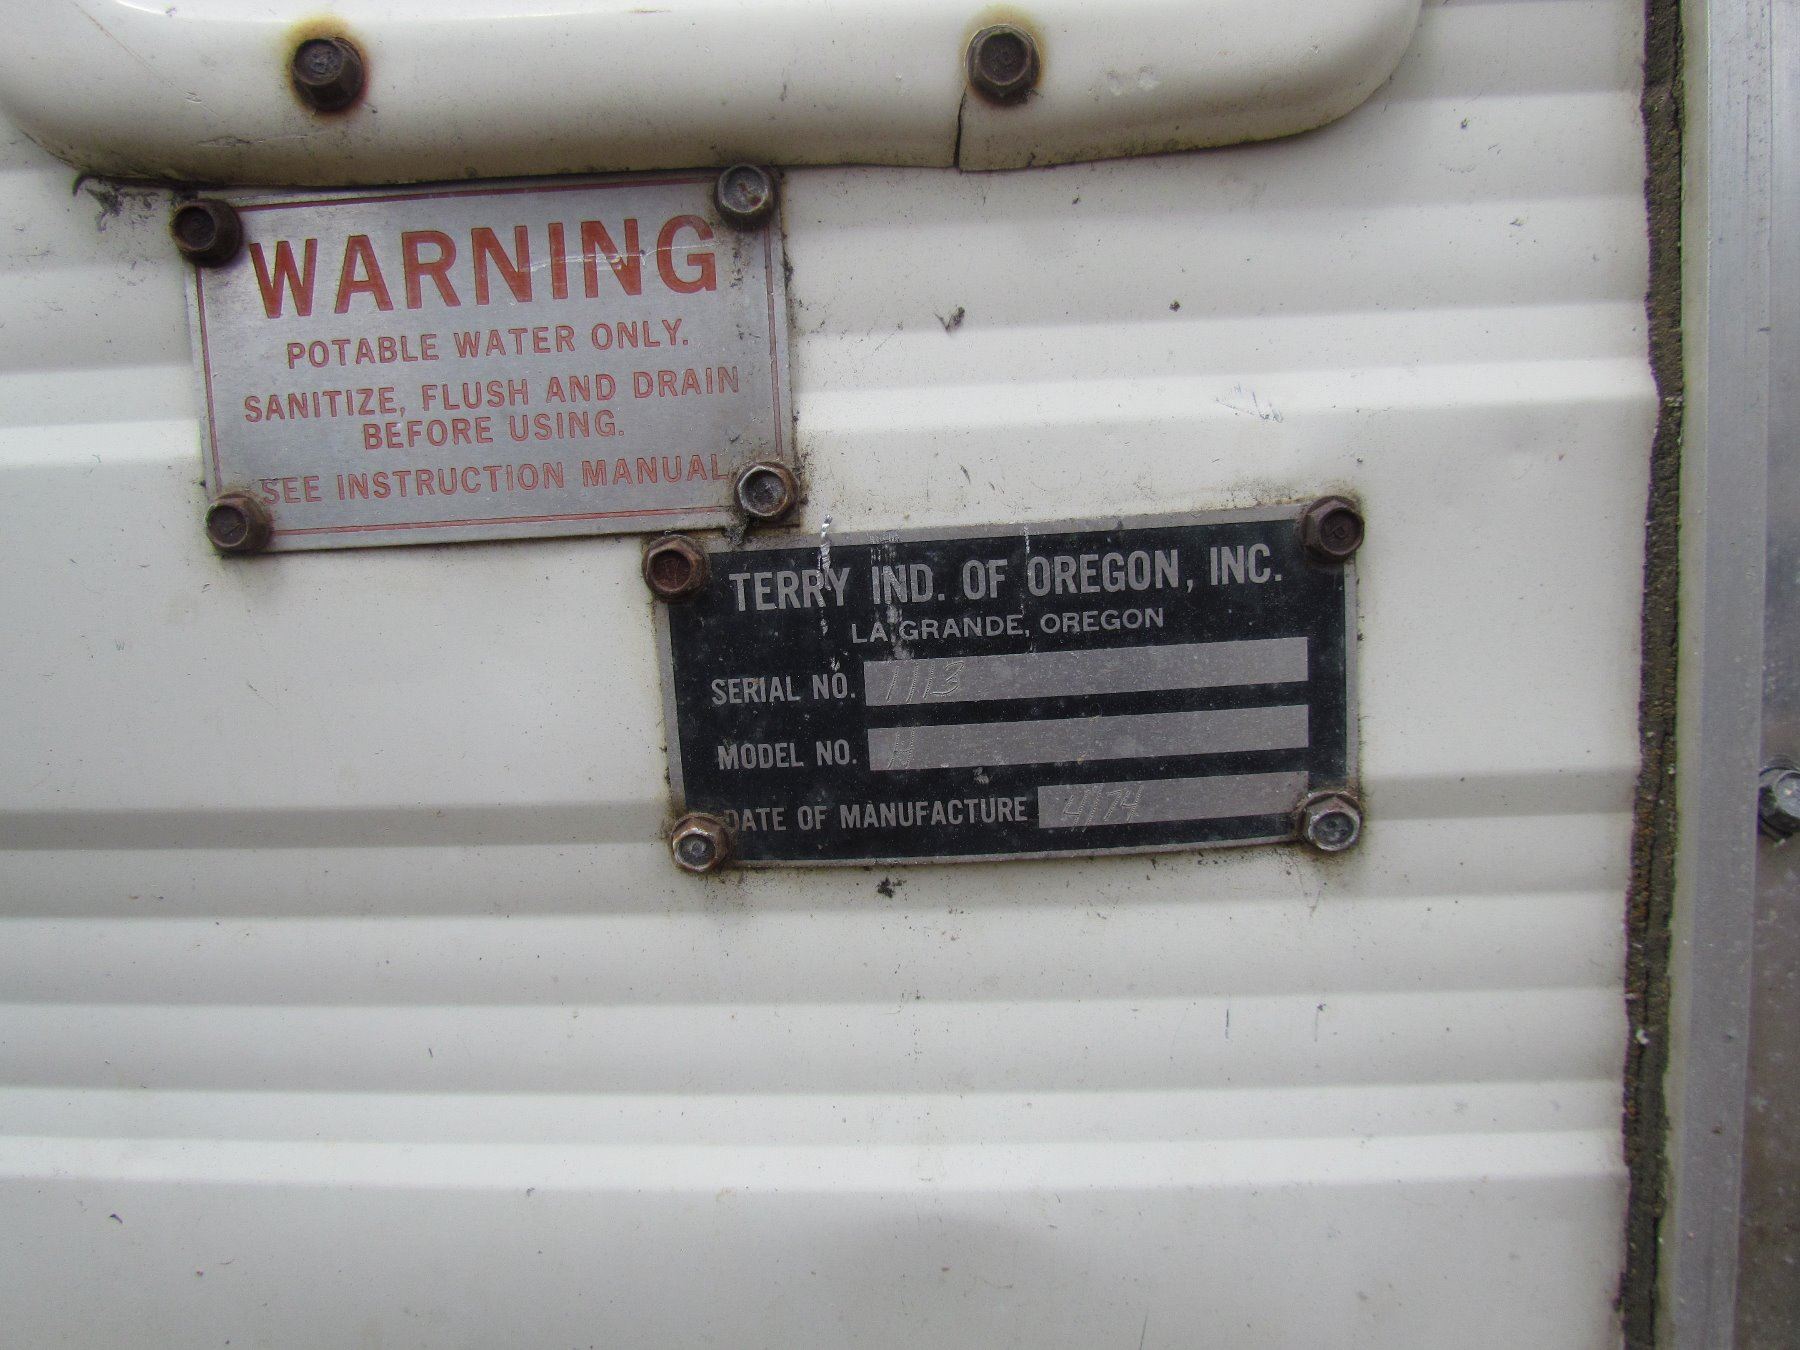 WARNING
POTABLE WATER ONLY.
SANITIZE, FLUSH AND DRAIN
BEFORE USING.
SEE INSTRUCTION MANUAL
TERRY IND. OF OREGON, INC.
LA GRANDE, OREGON
SERIAL NO. 1113
MODEL NO.
DATE OF MANUFACTURE 4/74